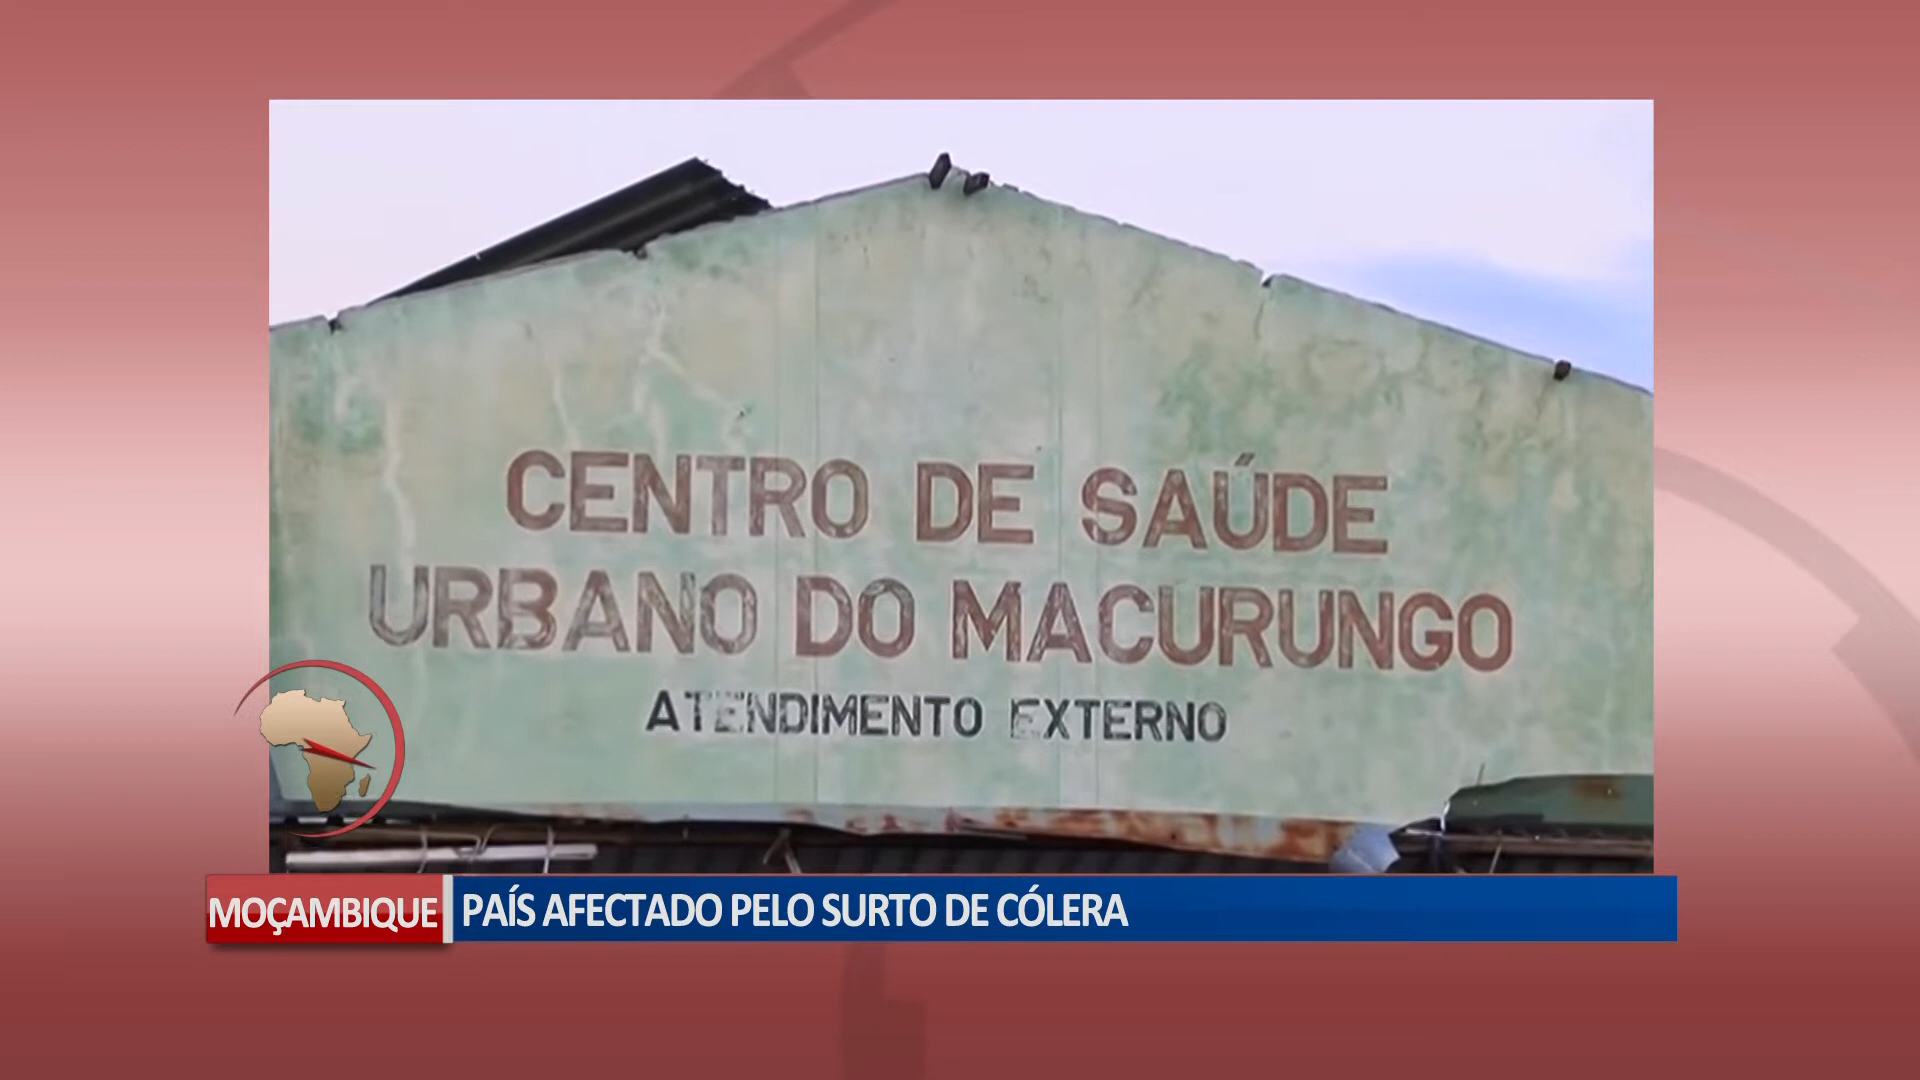 CENTRO DE SAÚDE
URBANO DO MACURUNGO
ATENDIMENTO EXTERNO
MOÇAMBIQUE
PAÍS AFECTADO PELO SURTO DE CÓLERA